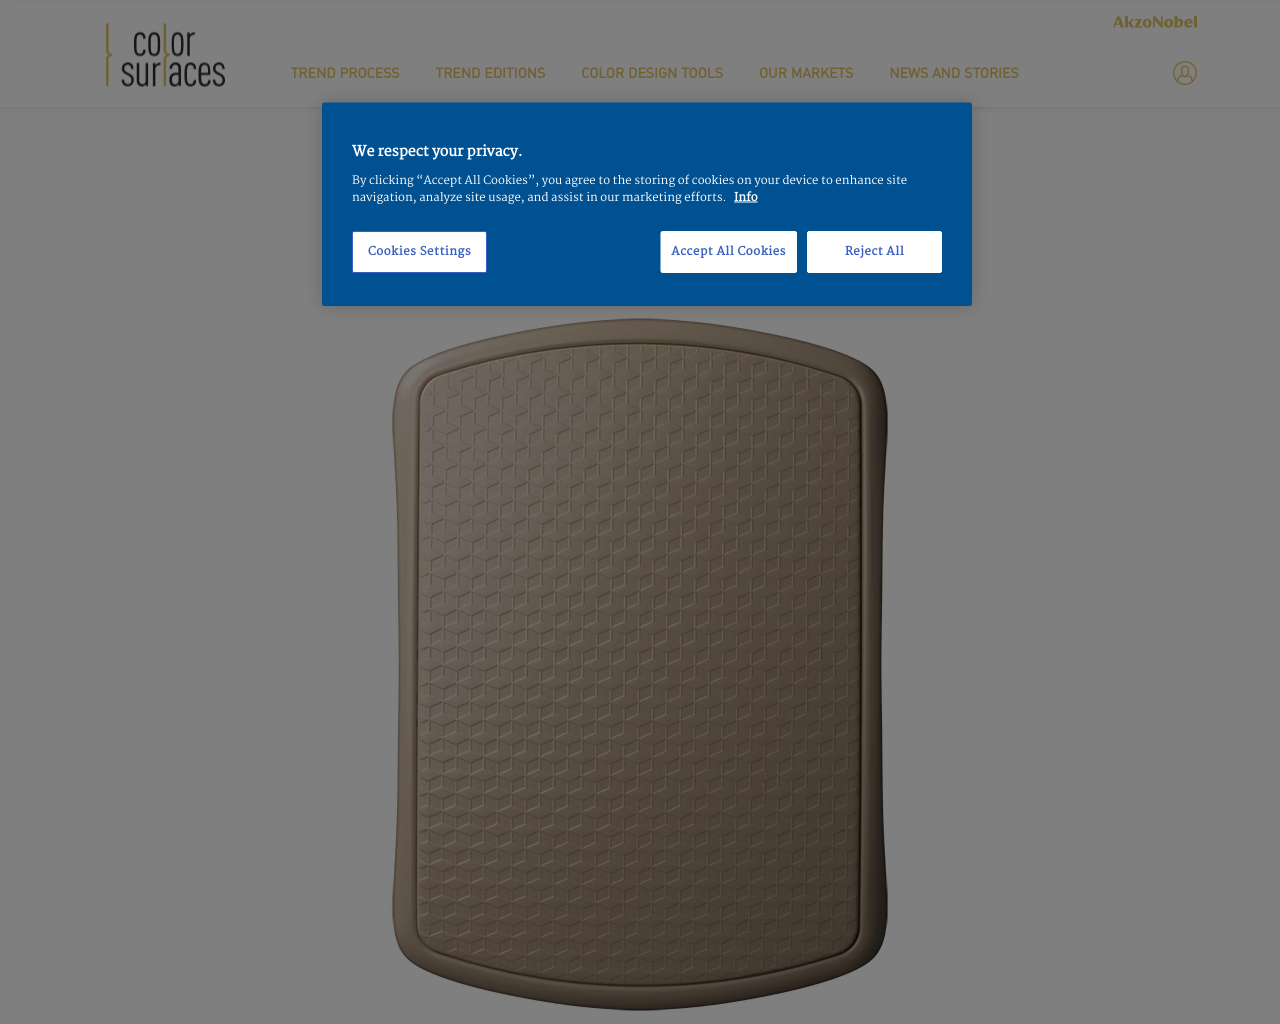 AkzoNobel
color
surfaces
TREND PROCESS TREND EDITIONS COLOR DESIGN TOOLS OUR MARKETS NEWS AND STORIES
We respect your privacy.
By clicking “Accept All Cookies”, you agree to the storing of cookies on your device to enhance site
navigation, analyze site usage, and assist in our marketing efforts. Info
Cookies Settings Accept All Cookies Reject All